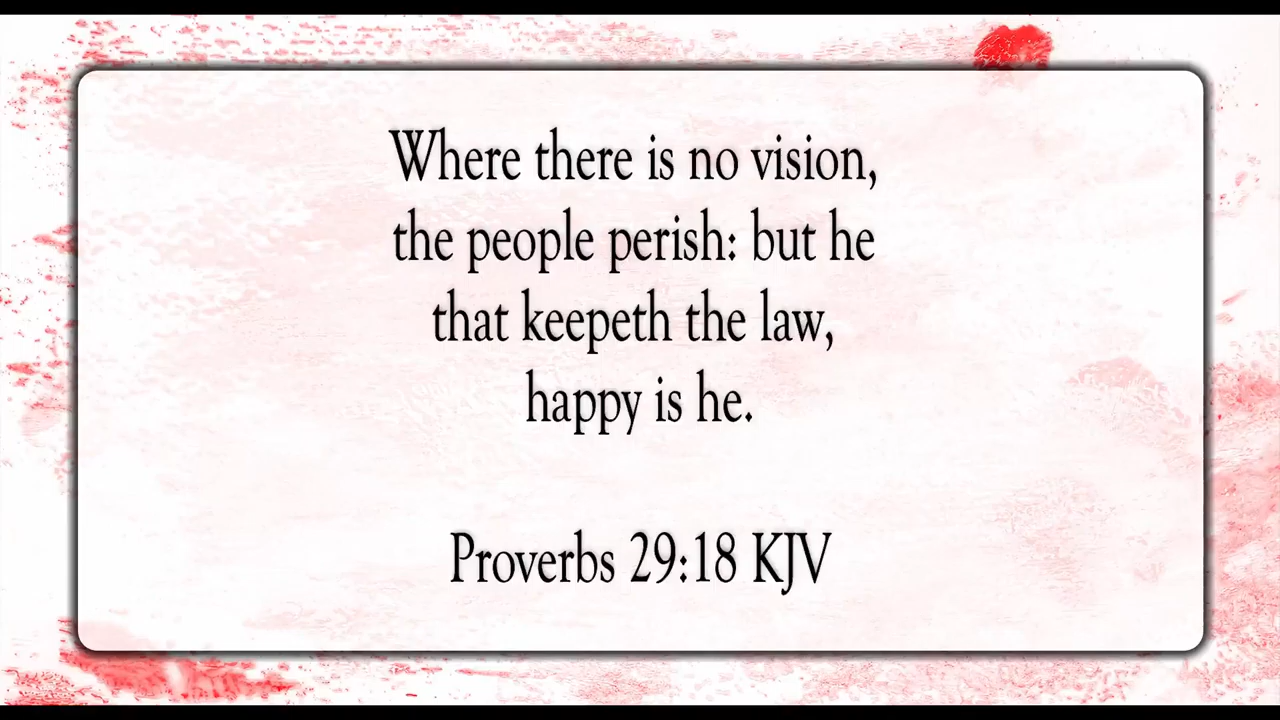 Where there is no vision,
the people perish: but he
that keepeth the law,
happy is he.
Proverbs 29:18 KJV